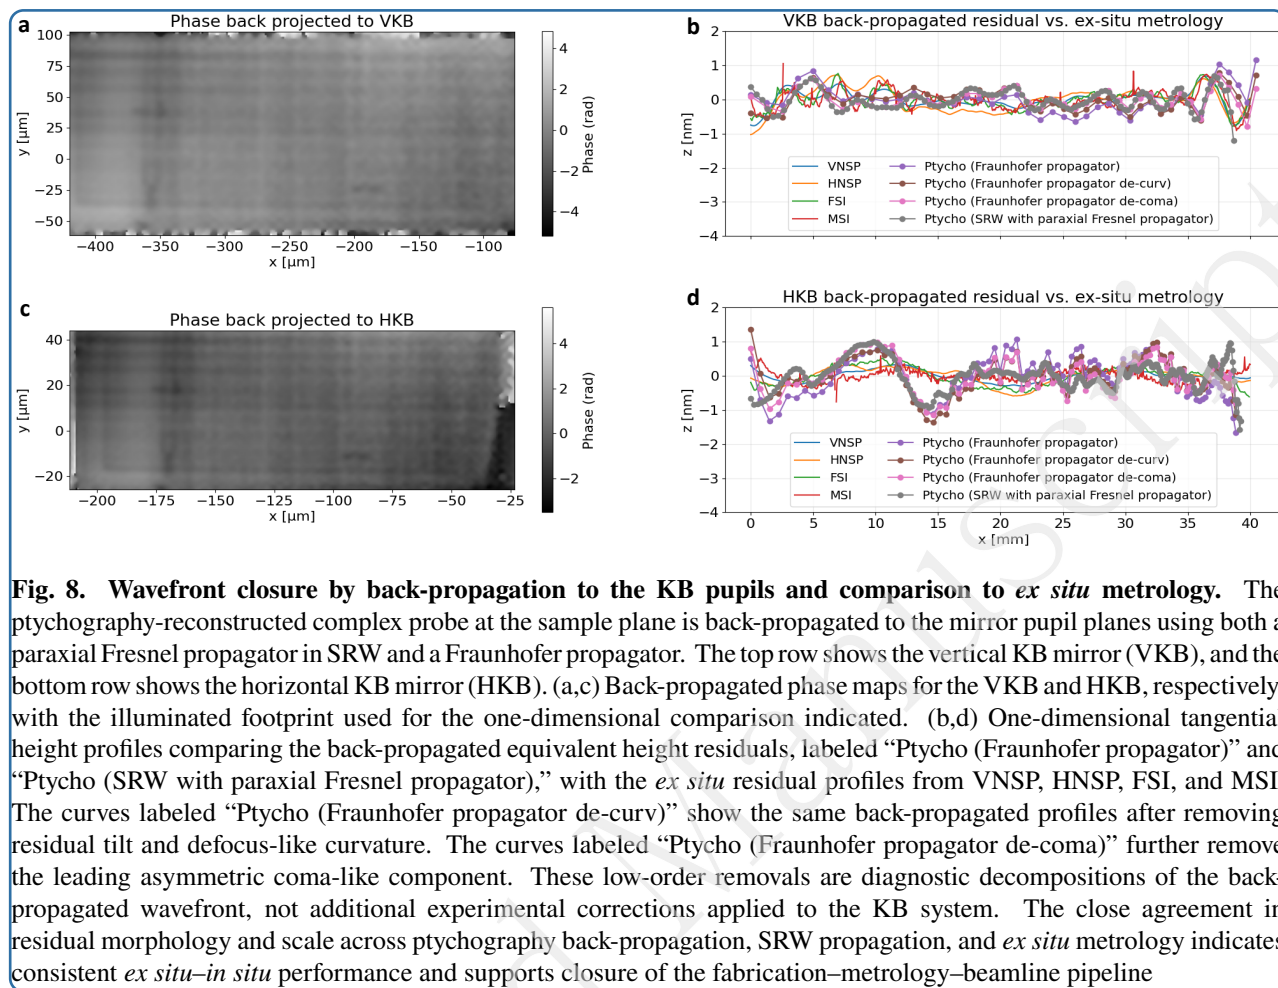 a
Phase back projected to VKB
100
75
50
25
0
−25
−50
y [µm]
−400
−350
−300
−250
−200
−150
−100
x [µm]
4
2
0
−2
−4
Phase (rad)
b
VKB back-propagated residual vs. ex-situ metrology
2
1
0
−1
−2
−3
−4
z [nm]
VNSP
HNSP
FSI
MSI
Ptycho (Fraunhofer propagator)
Ptycho (Fraunhofer propagator de-curv)
Ptycho (Fraunhofer propagator de-coma)
Ptycho (SRW with paraxial Fresnel propagator)
c
Phase back projected to HKB
40
20
0
−20
y [µm]
−200
−175
−150
−125
−100
−75
−50
−25
x [µm]
4
2
0
−2
Phase (rad)
d
HKB back-propagated residual vs. ex-situ metrology
2
1
0
−1
−2
−3
−4
z [nm]
VNSP
HNSP
FSI
MSI
Ptycho (Fraunhofer propagator)
Ptycho (Fraunhofer propagator de-curv)
Ptycho (Fraunhofer propagator de-coma)
Ptycho (SRW with paraxial Fresnel propagator)
0
5
10
15
20
25
30
35
40
x [mm]
Fig. 8. Wavefront closure by back-propagation to the KB pupils and comparison to ex situ metrology. The
ptychography-reconstructed complex probe at the sample plane is back-propagated to the mirror pupil planes using both a
paraxial Fresnel propagator in SRW and a Fraunhofer propagator. The top row shows the vertical KB mirror (VKB), and the
bottom row shows the horizontal KB mirror (HKB). (a,c) Back-propagated phase maps for the VKB and HKB, respectively
with the illuminated footprint used for the one-dimensional comparison indicated. (b,d) One-dimensional tangentia
height profiles comparing the back-propagated equivalent height residuals, labeled “Ptycho (Fraunhofer propagator)” and
“Ptycho (SRW with paraxial Fresnel propagator),” with the ex situ residual profiles from VNSP, HNSP, FSI, and MSI
The curves labeled “Ptycho (Fraunhofer propagator de-curv)” show the same back-propagated profiles after removing
residual tilt and defocus-like curvature. The curves labeled “Ptycho (Fraunhofer propagator de-coma)” further remove
the leading asymmetric coma-like component. These low-order removals are diagnostic decompositions of the back-
propagated wavefront, not additional experimental corrections applied to the KB system. The close agreement in
residual morphology and scale across ptychography back-propagation, SRW propagation, and ex situ metrology indicates
consistent ex situ–in situ performance and supports closure of the fabrication–metrology–beamline pipeline
d Manuscript